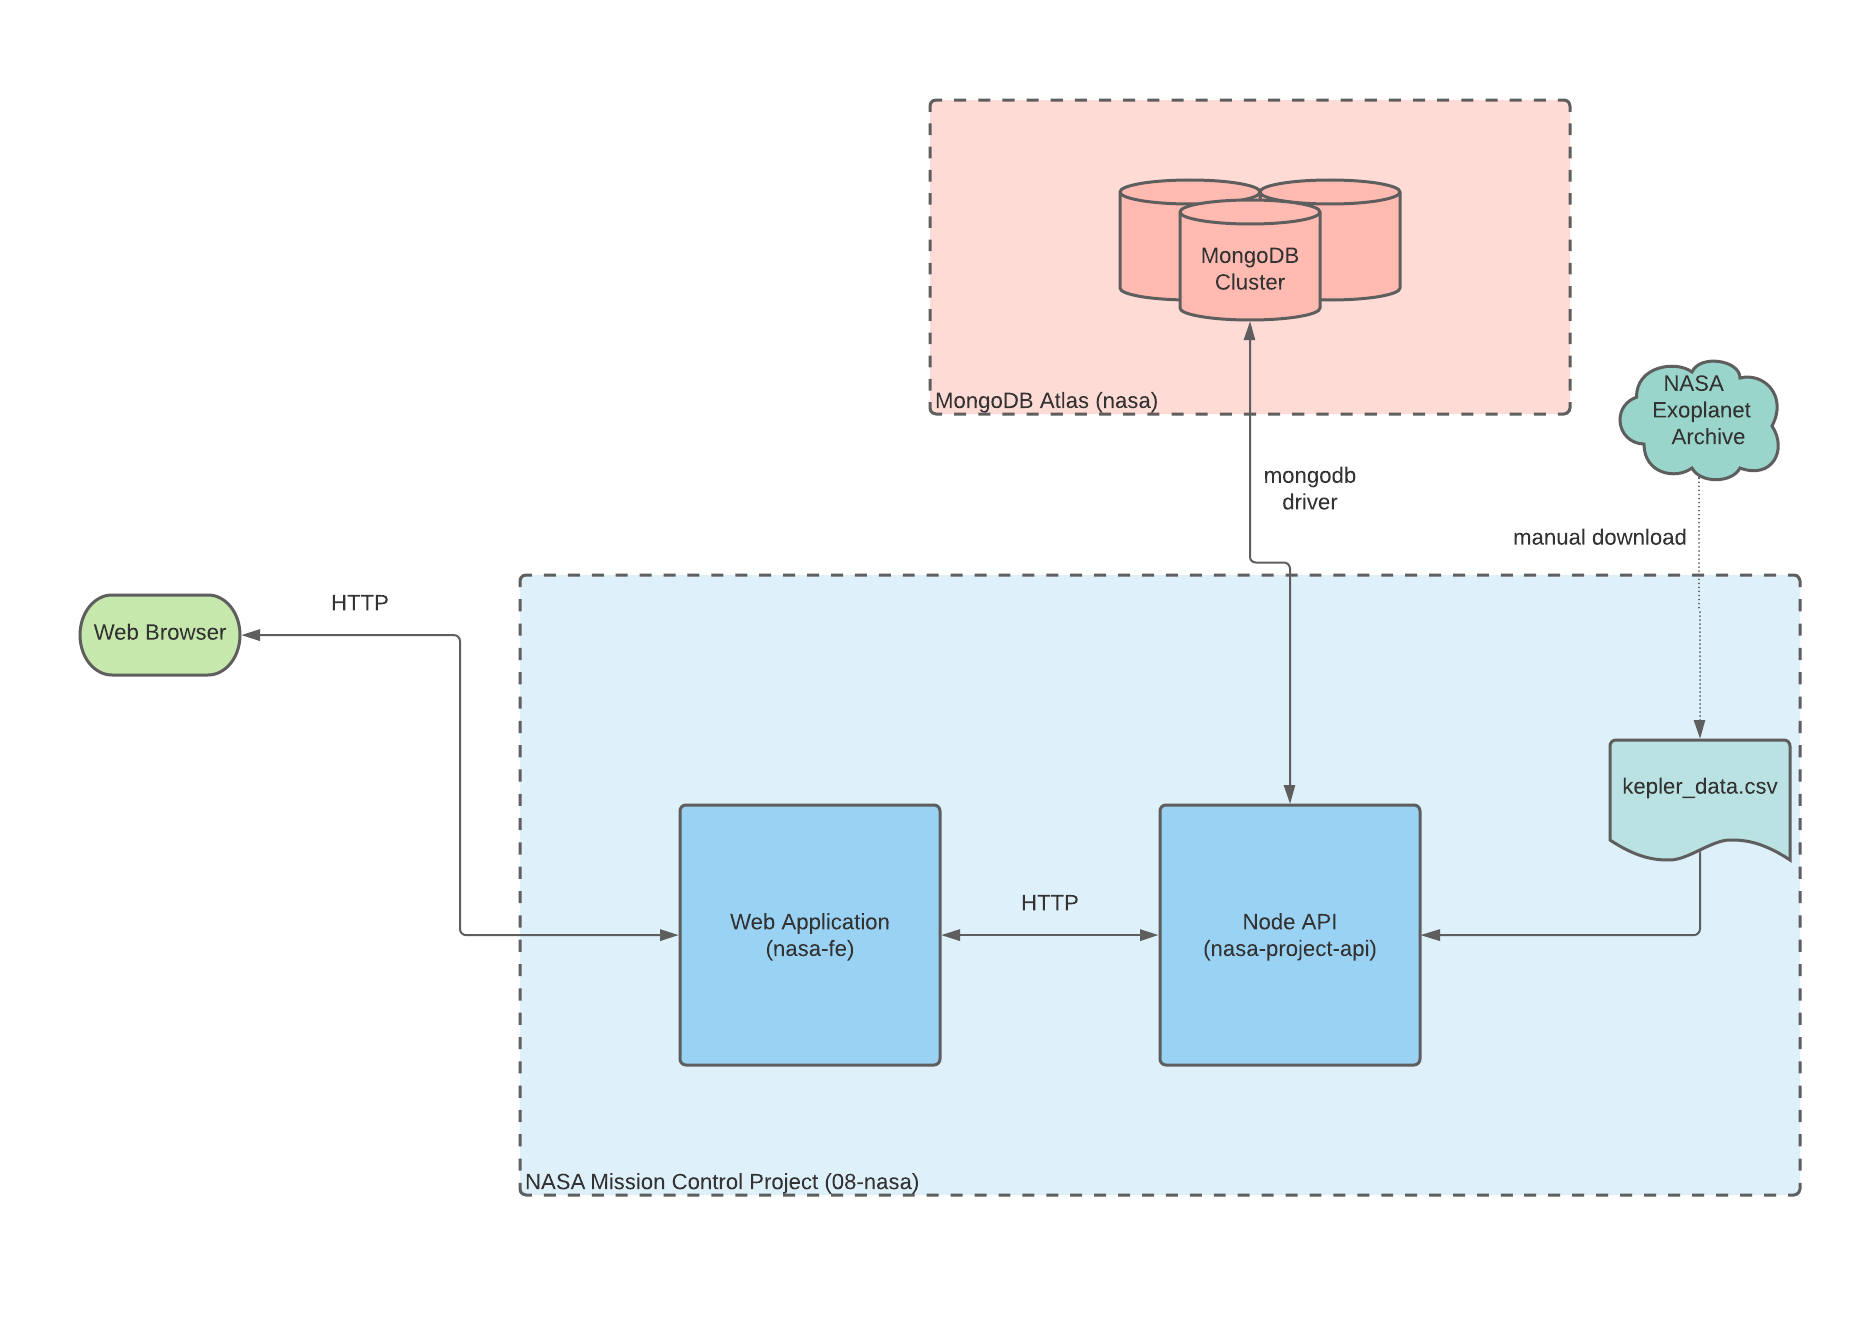 MongoDB
Cluster
MongoDB Atlas (nasa)
NASA
Exoplanet
Archive
mongodb
driver
manual download
HTTP
Web Browser
kepler_data.csv
Web Application
(nasa-fe)
HTTP
Node API
(nasa-project-api)
NASA Mission Control Project (08-nasa)